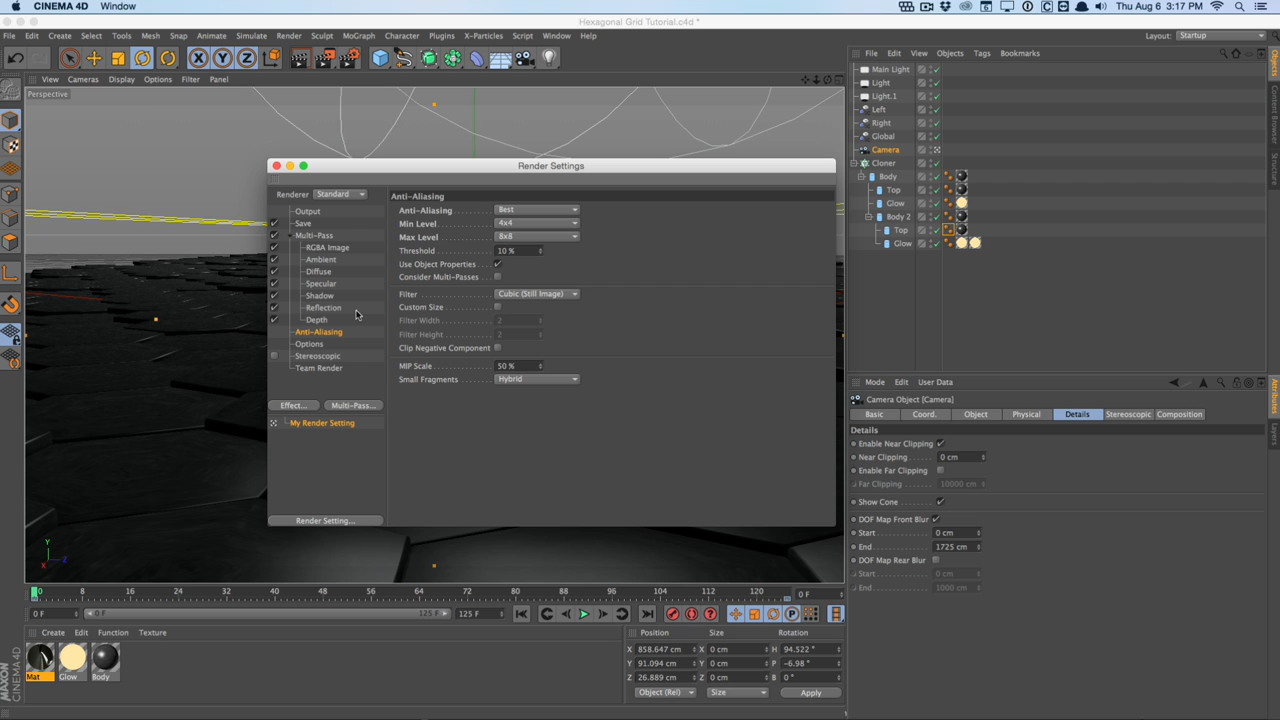 CINEMA 4D Window Thu Aug 6 3:17 PM
Hexagonal Grid Tutorial.c4d *
File Edit Create Select Tools Mesh Snap Animate Simulate Render Sculpt MoGraph Character Plugins X-Particles Script Window Help Layout: Startup
X Y Z
File Edit View Objects Tags Bookmarks
View Cameras Display Options Filter Panel
Perspective
Main Light
Light
Light.1
Left
Right
Global
Camera
Cloner
Body
Top
Glow
Body 2
Top
Glow
Objects
Content Browser
Structure
Render Settings
Renderer Standard
Output
Save
Multi-Pass
RGBA Image
Ambient
Diffuse
Specular
Shadow
Reflection
Depth
Anti-Aliasing
Options
Stereoscopic
Team Render
Effect... Multi-Pass...
My Render Setting
Render Setting...
Anti-Aliasing
Anti-Aliasing Best
Min Level 4x4
Max Level 8x8
Threshold 10 %
Use Object Properties
Consider Multi-Passes
Filter Cubic (Still Image)
Custom Size
Filter Width 2
Filter Height 2
Clip Negative Component
MIP Scale 50 %
Small Fragments Hybrid
Mode Edit User Data
Camera Object [Camera]
Basic Coord. Object Physical Details Stereoscopic Composition
Details
Enable Near Clipping
Near Clipping 0 cm
Enable Far Clipping
Far Clipping 10000 cm
Show Cone
DOF Map Front Blur
Start 0 cm
End 1725 cm
DOF Map Rear Blur
Start 0 cm
End 1000 cm
Attributes
Layers
Y
Z
X
0 8 16 24 32 40 48 56 64 72 80 88 96 104 112 120 0 F
0 F 0 F 125 F 125 F
Create Edit Function Texture
Mat Glow Body
MAXON CINEMA4D
Position Size Rotation
X 858.647 cm X 0 cm H 94.522 °
Y 91.094 cm Y 0 cm P -6.98 °
Z 26.889 cm Z 0 cm B 0 °
Object (Rel) Size Apply